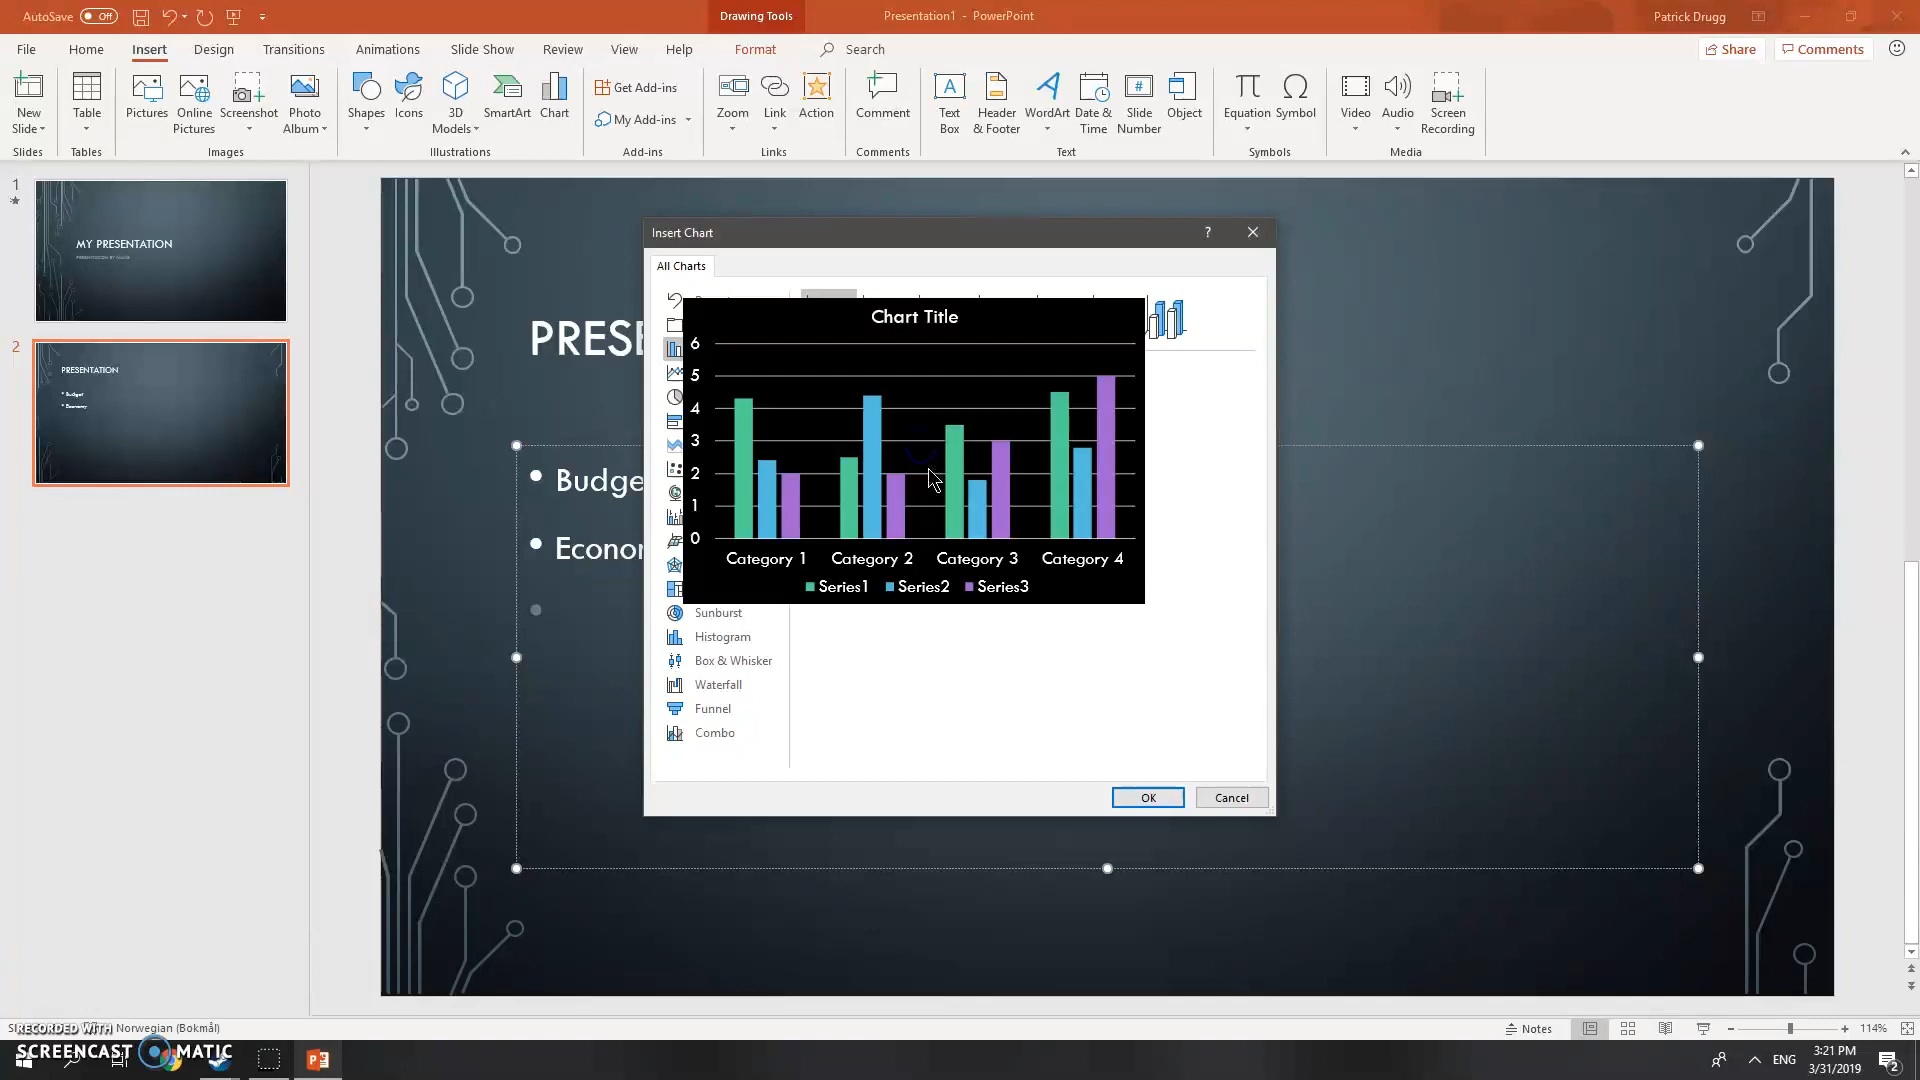 AutoSave Off
Drawing Tools
Presentation1 - PowerPoint
Patrick Drugg
File Home Insert Design Transitions Animations Slide Show Review View Help Format Search
Share Comments
New Slide
Table
Pictures
Online Pictures
Screenshot
Photo Album
Shapes
Icons
3D Models
SmartArt
Chart
Get Add-ins
My Add-ins
Zoom
Link
Action
Comment
Text Box
Header & Footer
WordArt
Date & Time
Slide Number
Object
Equation
Symbol
Video
Audio
Screen Recording
Slides Tables Images Illustrations Add-ins Links Comments Text Symbols Media
1
MY PRESENTATION
2
PRESENTATION
• Budget
• Economy
PRESE
• Budge
• Econor
Insert Chart
?
All Charts
Chart Title
6
5
4
3
2
1
0
Category 1 Category 2 Category 3 Category 4
Series1 Series2 Series3
Sunburst
Histogram
Box & Whisker
Waterfall
Funnel
Combo
OK Cancel
Norwegian (Bokmål)
Notes
114%
RECORDED WITH
SCREENCAST MATIC
ENG
3:21 PM
3/31/2019
2